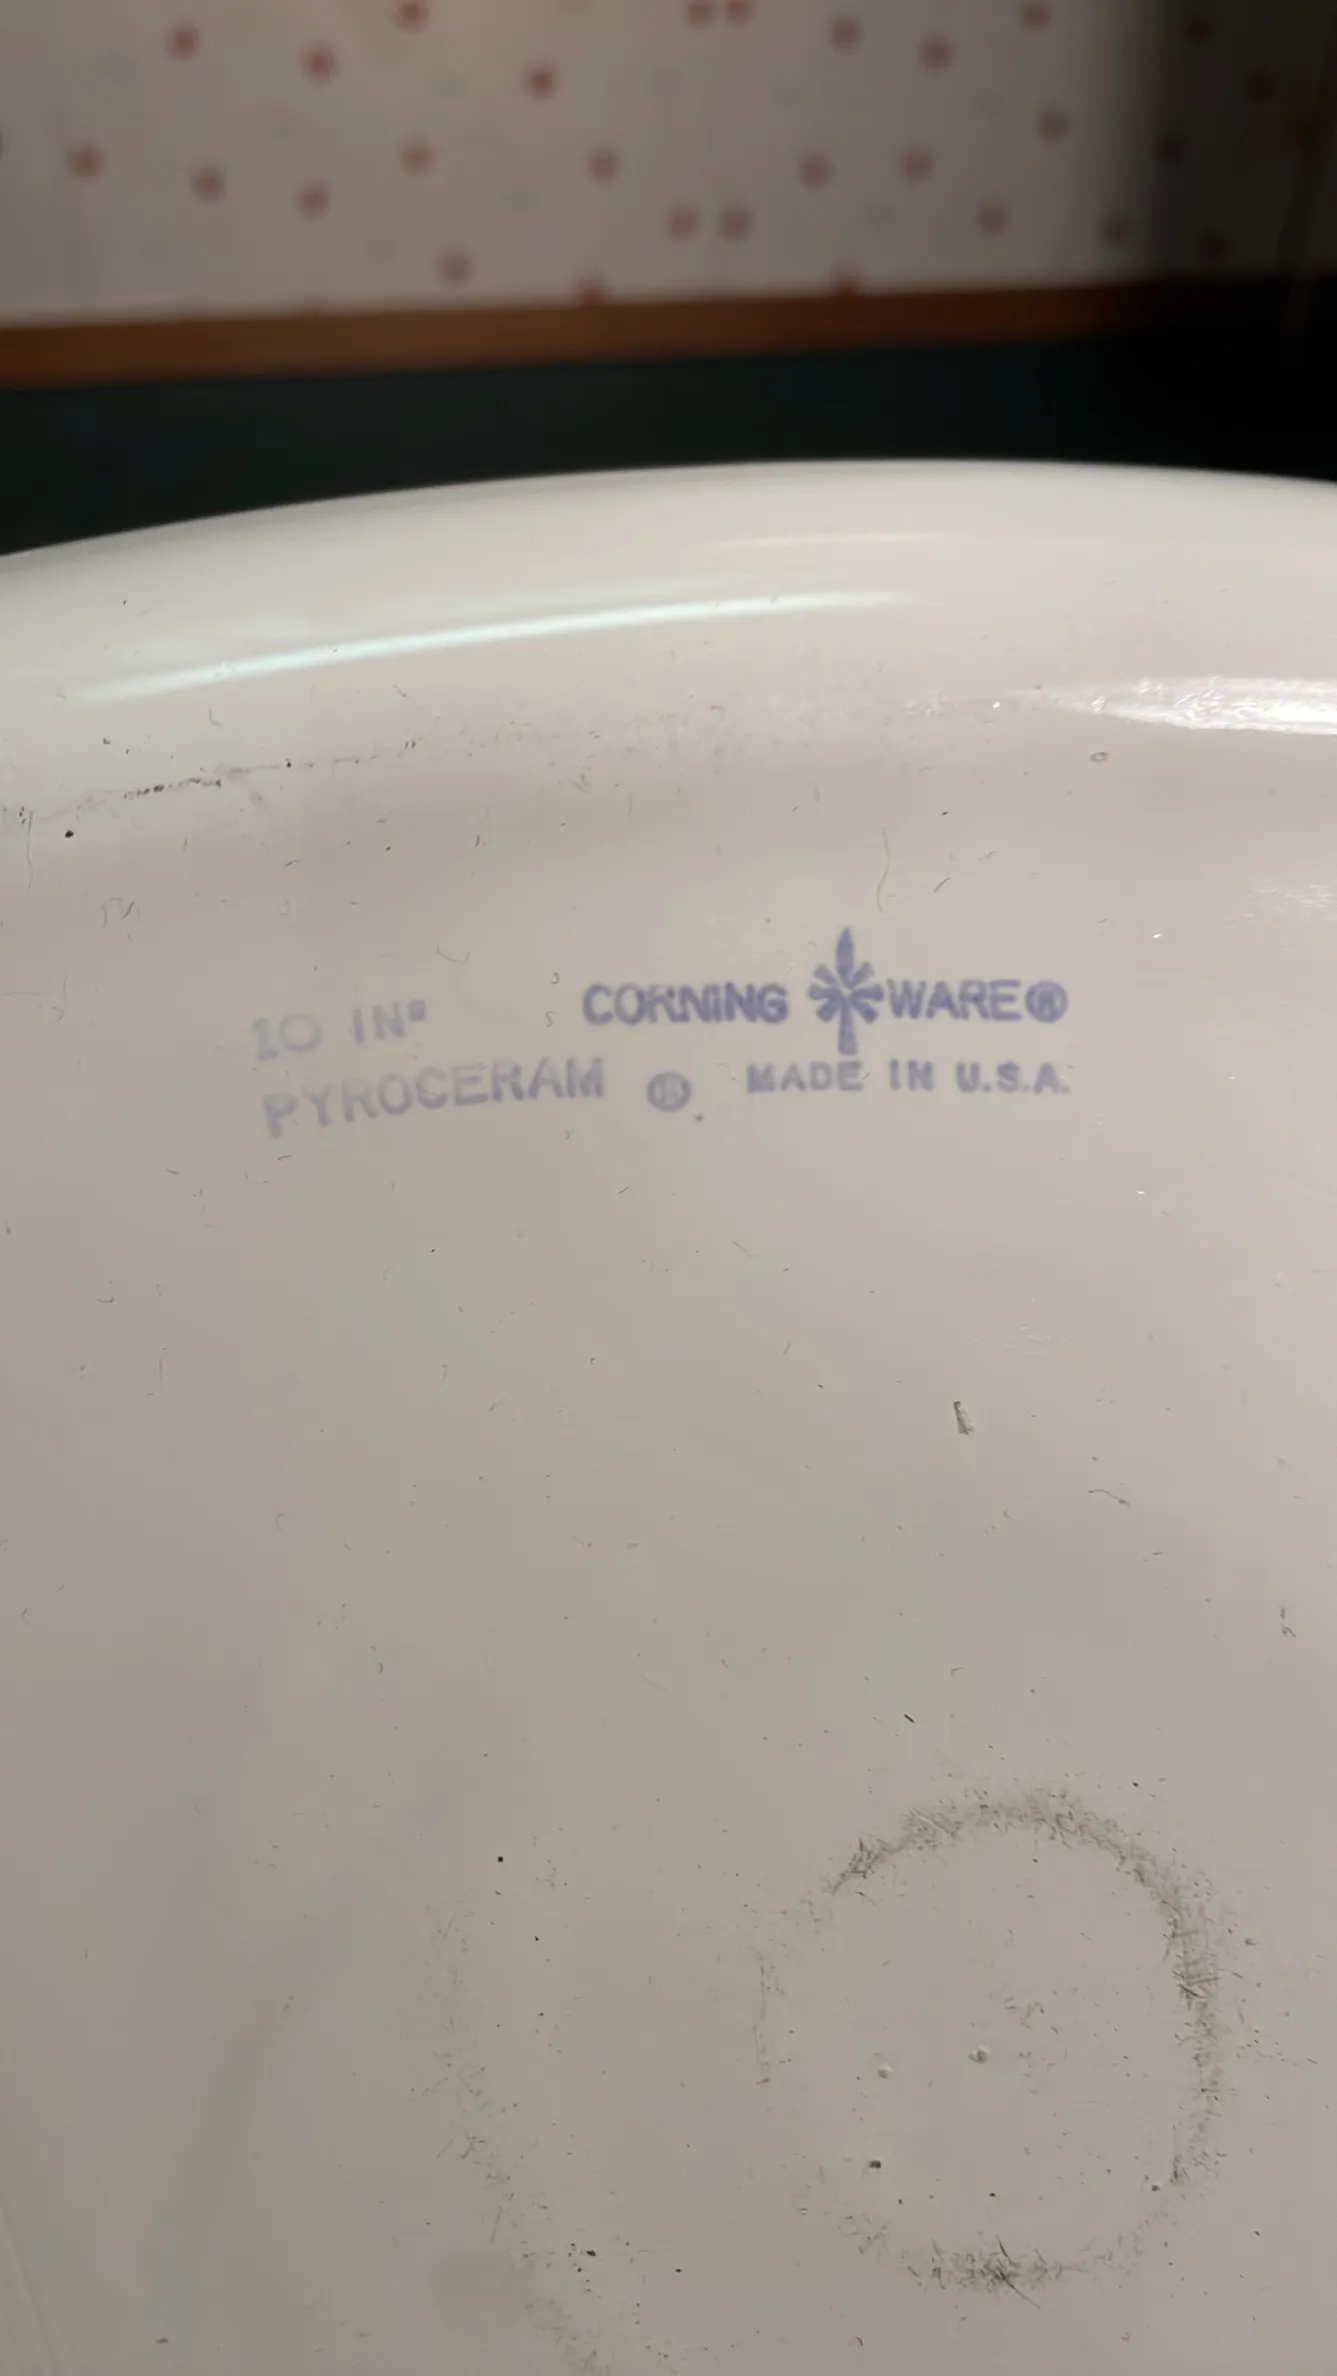 10 IN°
CORNING WARE®
PYROCERAM ® MADE IN U.S.A.